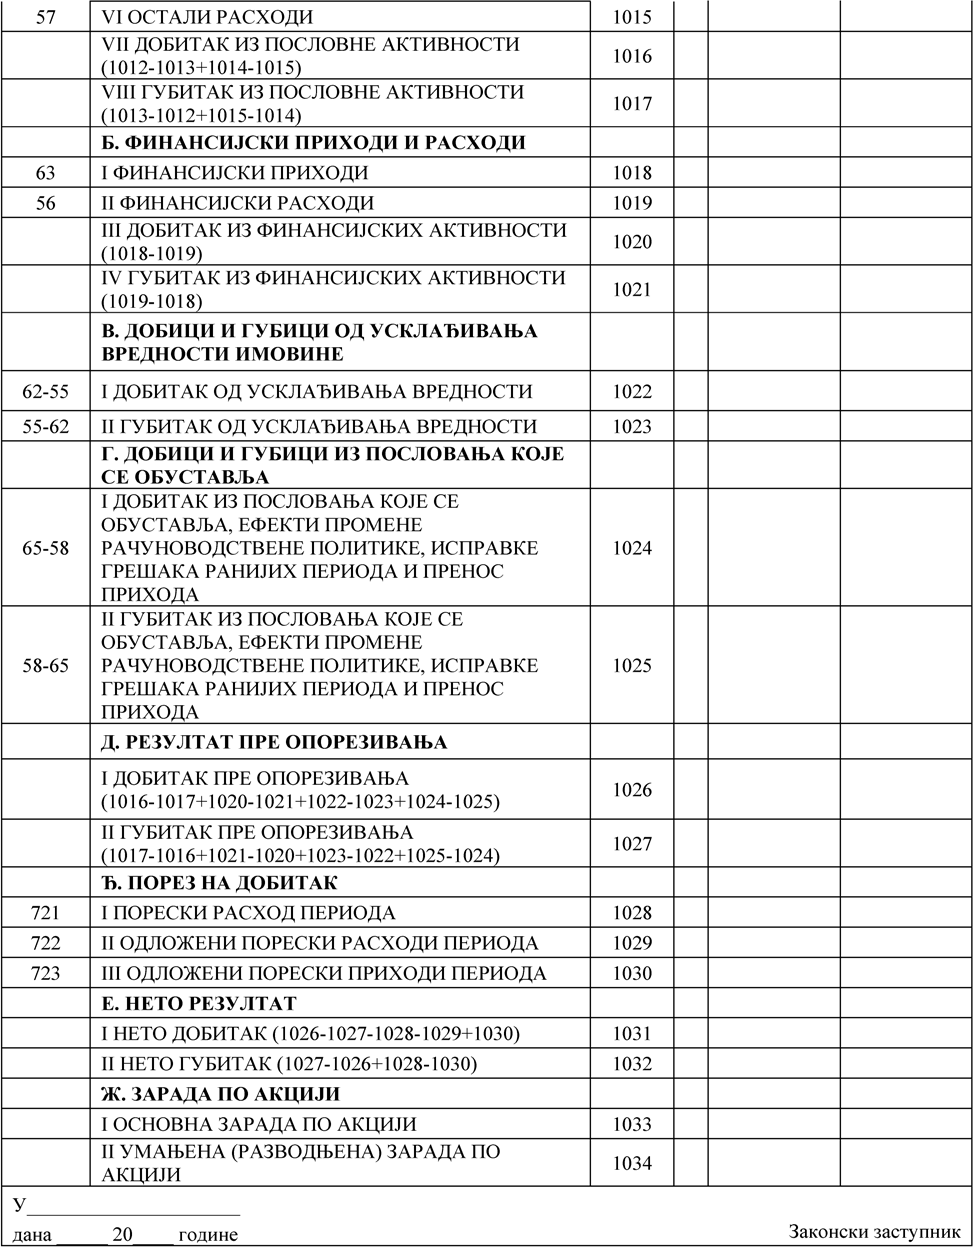 57 VI ОСТАЛИ РАСХОДИ 1015
VII ДОБИТАК ИЗ ПОСЛОВНЕ АКТИВНОСТИ
(1012-1013+1014-1015) 1016
VIII ГУБИТАК ИЗ ПОСЛОВНЕ АКТИВНОСТИ
(1013-1012+1015-1014) 1017
Б. ФИНАНСИЈСКИ ПРИХОДИ И РАСХОДИ
63 I ФИНАНСИЈСКИ ПРИХОДИ 1018
56 II ФИНАНСИЈСКИ РАСХОДИ 1019
III ДОБИТАК ИЗ ФИНАНСИЈСКИХ АКТИВНОСТИ
(1018-1019) 1020
IV ГУБИТАК ИЗ ФИНАНСИЈСКИХ АКТИВНОСТИ
(1019-1018) 1021
В. ДОБИЦИ И ГУБИЦИ ОД УСКЛАЂИВАЊА
ВРЕДНОСТИ ИМОВИНЕ
62-55 I ДОБИТАК ОД УСКЛАЂИВАЊА ВРЕДНОСТИ 1022
55-62 II ГУБИТАК ОД УСКЛАЂИВАЊА ВРЕДНОСТИ 1023
Г. ДОБИЦИ И ГУБИЦИ ИЗ ПОСЛОВАЊА КОЈЕ
СЕ ОБУСТАВЉА
I ДОБИТАК ИЗ ПОСЛОВАЊА КОЈЕ СЕ
ОБУСТАВЉА, ЕФЕКТИ ПРОМЕНЕ
65-58 РАЧУНОВОДСТВЕНЕ ПОЛИТИКЕ, ИСПРАВКЕ 1024
ГРЕШАКА РАНИЈИХ ПЕРИОДА И ПРЕНОС
ПРИХОДА
II ГУБИТАК ИЗ ПОСЛОВАЊА КОЈЕ СЕ
ОБУСТАВЉА, ЕФЕКТИ ПРОМЕНЕ
58-65 РАЧУНОВОДСТВЕНЕ ПОЛИТИКЕ, ИСПРАВКЕ 1025
ГРЕШАКА РАНИЈИХ ПЕРИОДА И ПРЕНОС
ПРИХОДА
Д. РЕЗУЛТАТ ПРЕ ОПОРЕЗИВАЊА
I ДОБИТАК ПРЕ ОПОРЕЗИВАЊА
(1016-1017+1020-1021+1022-1023+1024-1025) 1026
II ГУБИТАК ПРЕ ОПОРЕЗИВАЊА
(1017-1016+1021-1020+1023-1022+1025-1024) 1027
Ђ. ПОРЕЗ НА ДОБИТАК
721 I ПОРЕСКИ РАСХОД ПЕРИОДА 1028
722 II ОДЛОЖЕНИ ПОРЕСКИ РАСХОДИ ПЕРИОДА 1029
723 III ОДЛОЖЕНИ ПОРЕСКИ ПРИХОДИ ПЕРИОДА 1030
Е. НЕТО РЕЗУЛТАТ
I НЕТО ДОБИТАК (1026-1027-1028-1029+1030) 1031
II НЕТО ГУБИТАК (1027-1026+1028-1030) 1032
Ж. ЗАРАДА ПО АКЦИЈИ
I ОСНОВНА ЗАРАДА ПО АКЦИЈИ 1033
II УМАЊЕНА (РАЗВОДЊЕНА) ЗАРАДА ПО
АКЦИЈИ 1034
У______________________
дана _____ 20____ године Законски заступник